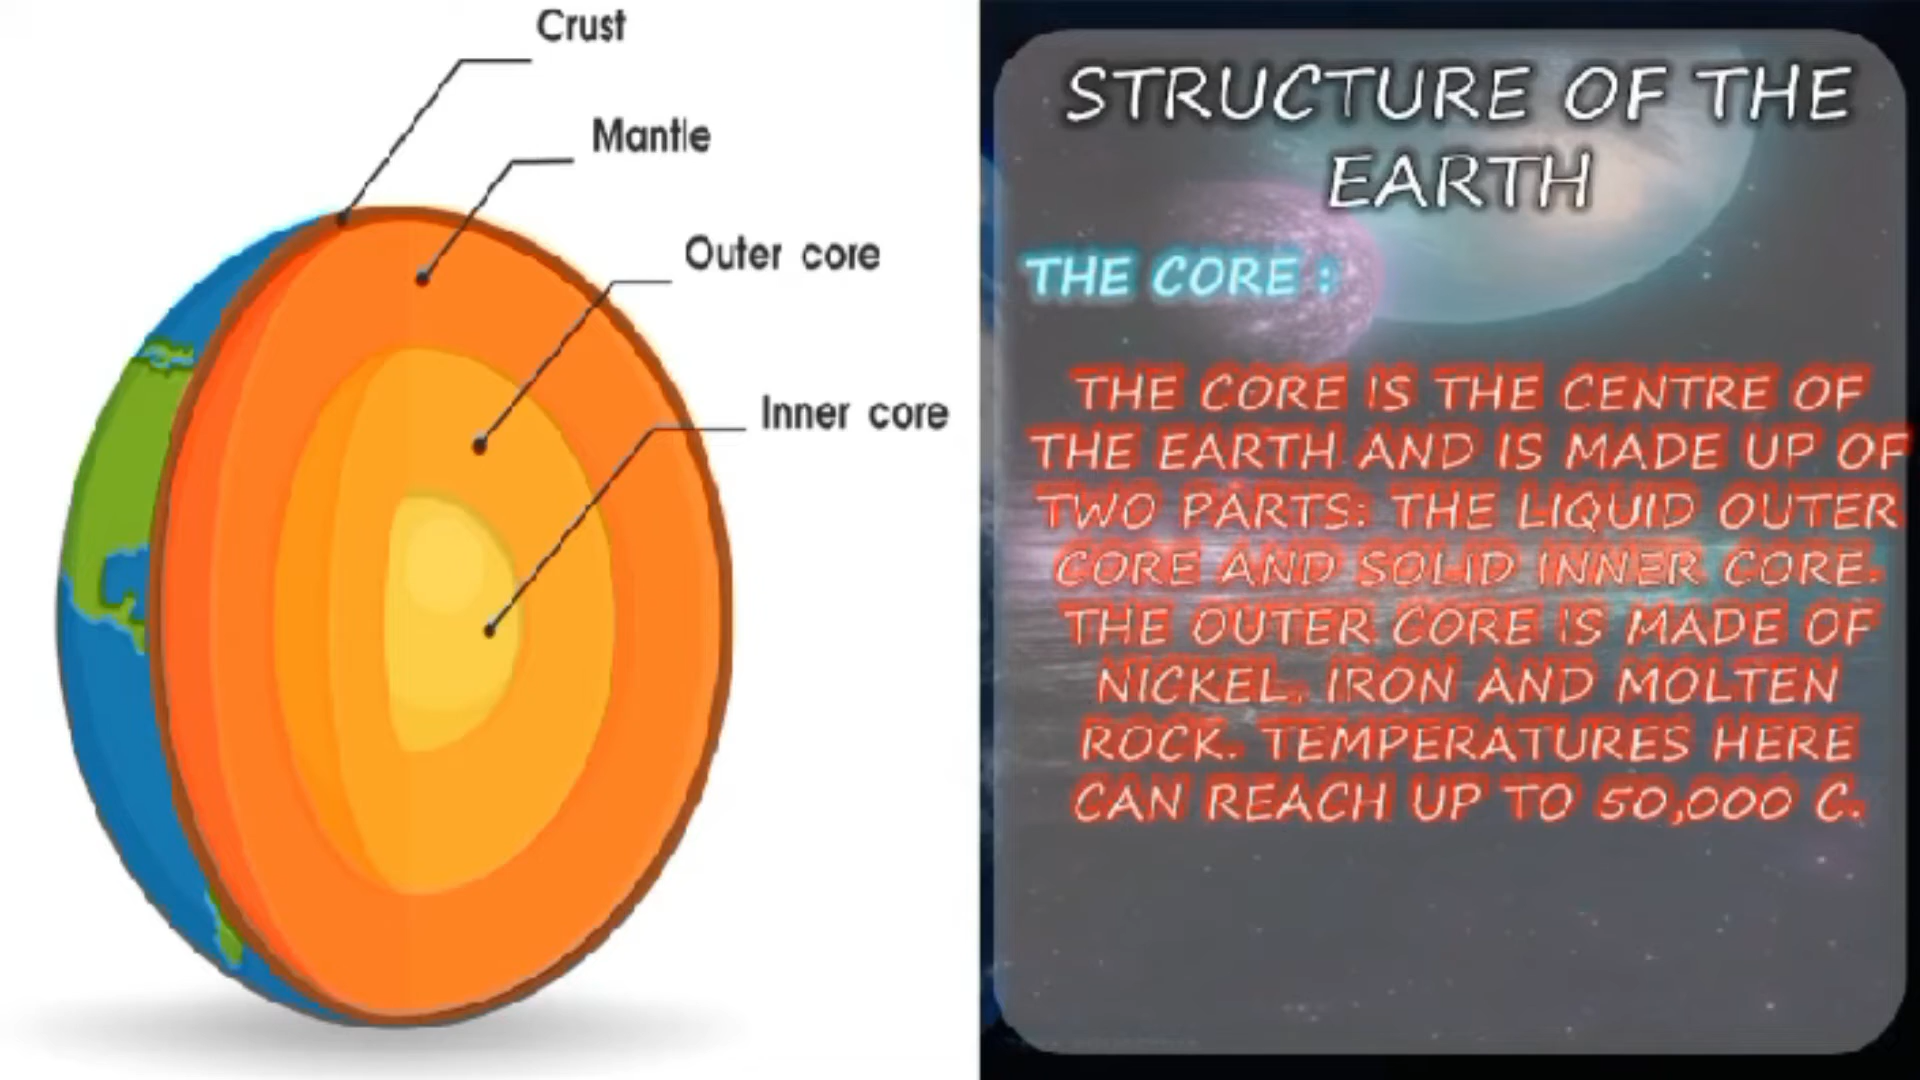 Crust
Mantle
Outer core
Inner core
STRUCTURE OF THE
EARTH
THE CORE :
THE CORE IS THE CENTRE OF
THE EARTH AND IS MADE UP OF
TWO PARTS: THE LIQUID OUTER
CORE AND SOLID INNER CORE.
THE OUTER CORE IS MADE OF
NICKEL, IRON AND MOLTEN
ROCK. TEMPERATURES HERE
CAN REACH UP TO 50,000 C.